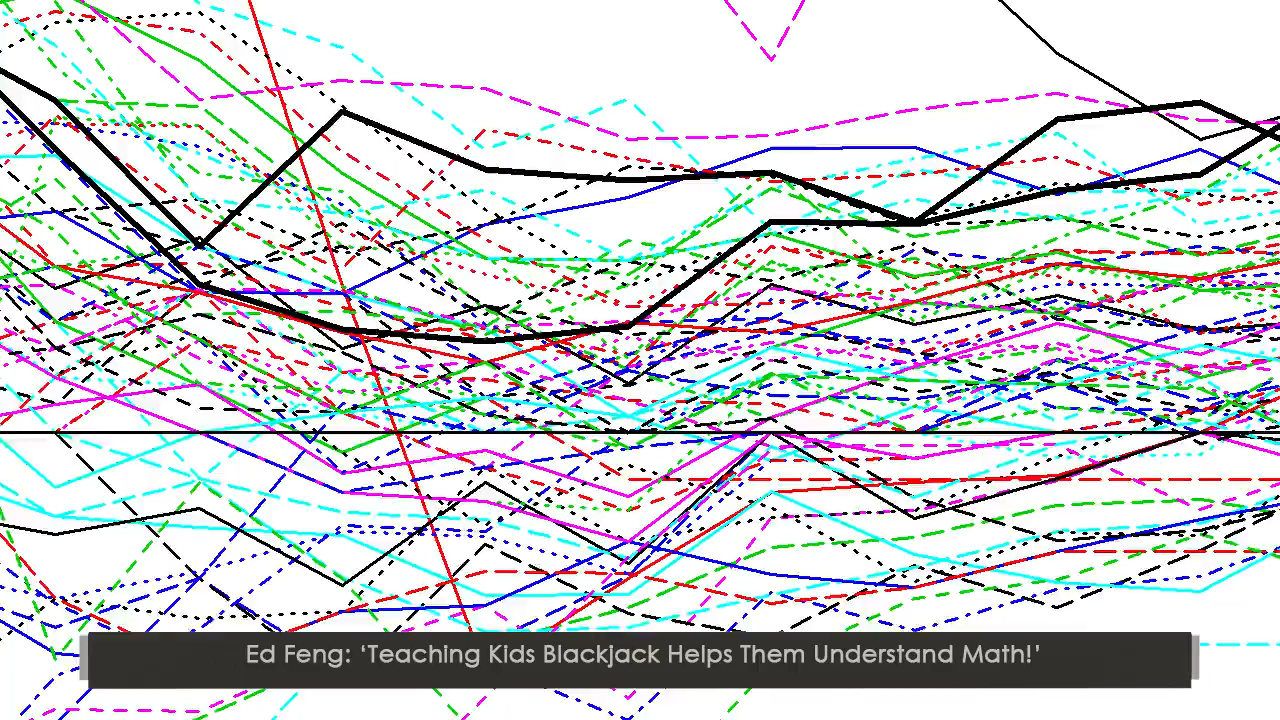 Ed Feng: ‘Teaching Kids Blackjack Helps Them Understand Math!’